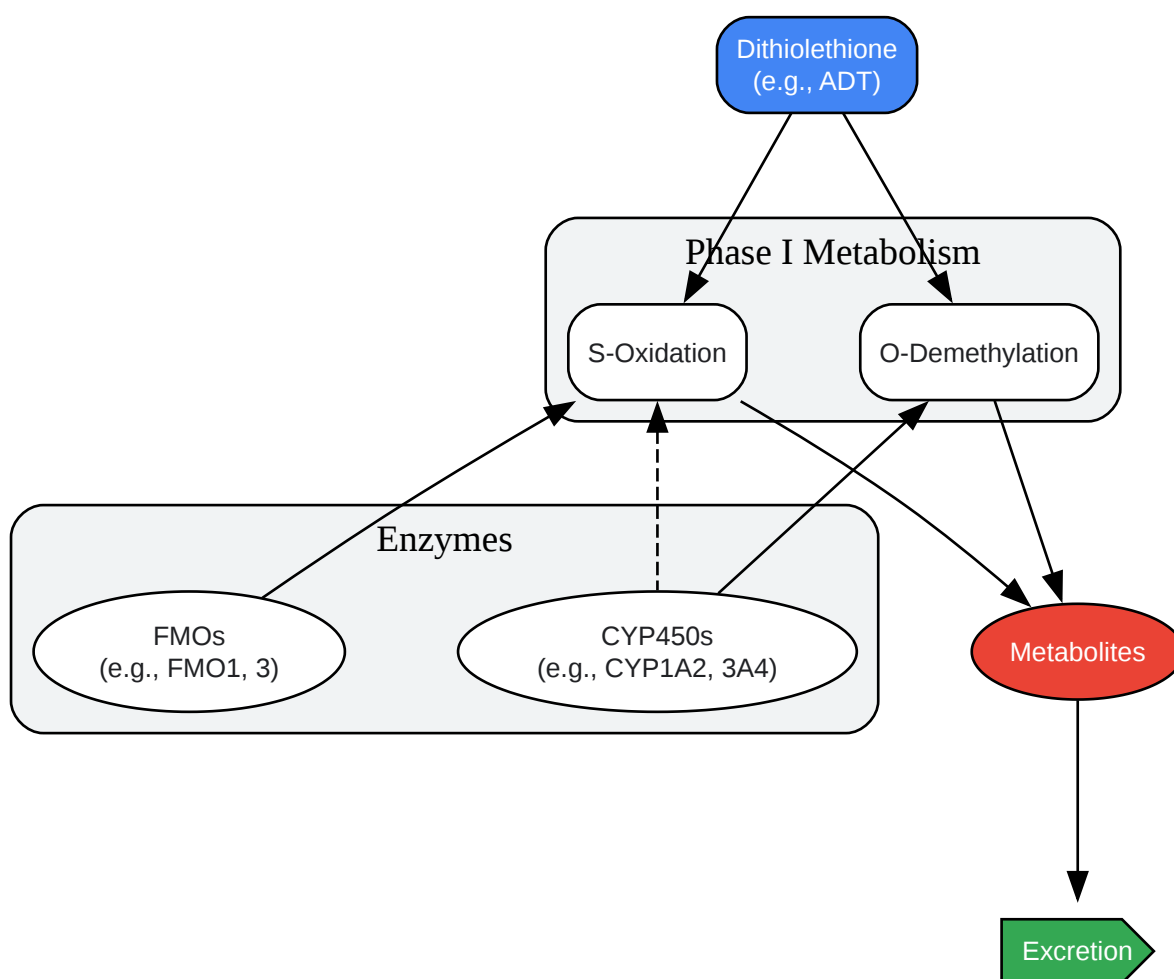 Dithiolethione
(e.g., ADT)
Phase I Metabolism
S-Oxidation
O-Demethylation
Enzymes
FMOs
(e.g., FMO1, 3)
CYP450s
(e.g., CYP1A2, 3A4)
Metabolites
Excretion